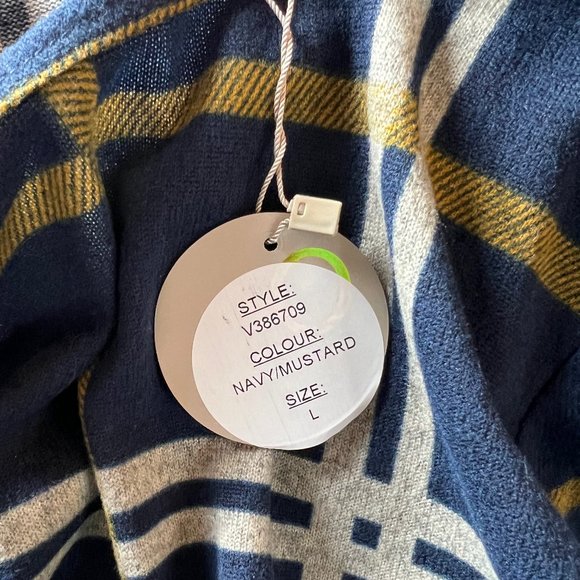 STYLE:
V386709
COLOUR:
NAVY/MUSTARD
SIZE:
L